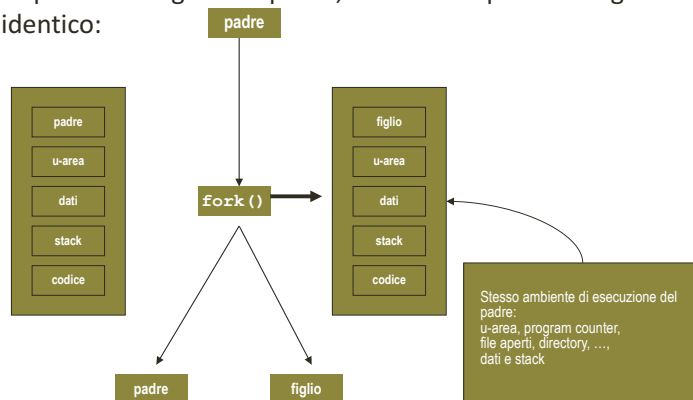 identico:
padre
padre
u-area
dati
stack
codice
fork()
figlio
u-area
dati
stack
codice
Stesso ambiente di esecuzione del
padre:
u-area, program counter,
file aperti, directory, …,
dati e stack
padre
figlio